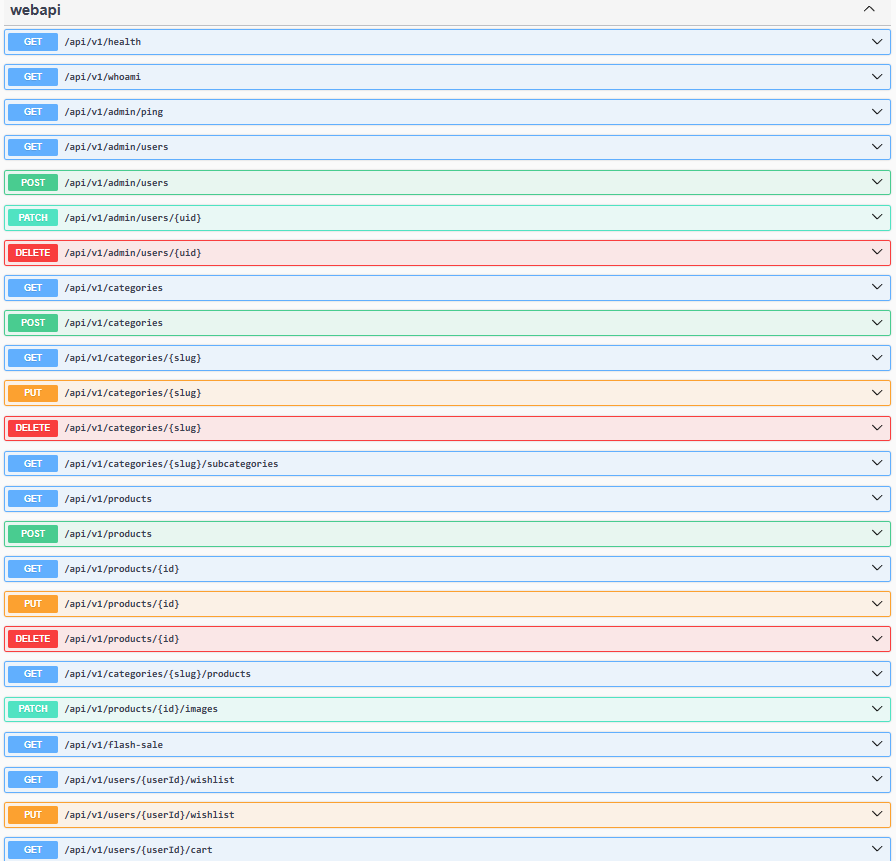 webapi
GET /api/v1/health
GET /api/v1/whoami
GET /api/v1/admin/ping
GET /api/v1/admin/users
POST /api/v1/admin/users
PATCH /api/v1/admin/users/{uid}
DELETE /api/v1/admin/users/{uid}
GET /api/v1/categories
POST /api/v1/categories
GET /api/v1/categories/{slug}
PUT /api/v1/categories/{slug}
DELETE /api/v1/categories/{slug}
GET /api/v1/categories/{slug}/subcategories
GET /api/v1/products
POST /api/v1/products
GET /api/v1/products/{id}
PUT /api/v1/products/{id}
DELETE /api/v1/products/{id}
GET /api/v1/categories/{slug}/products
PATCH /api/v1/products/{id}/images
GET /api/v1/flash-sale
GET /api/v1/users/{userId}/wishlist
PUT /api/v1/users/{userId}/wishlist
GET /api/v1/users/{userId}/cart